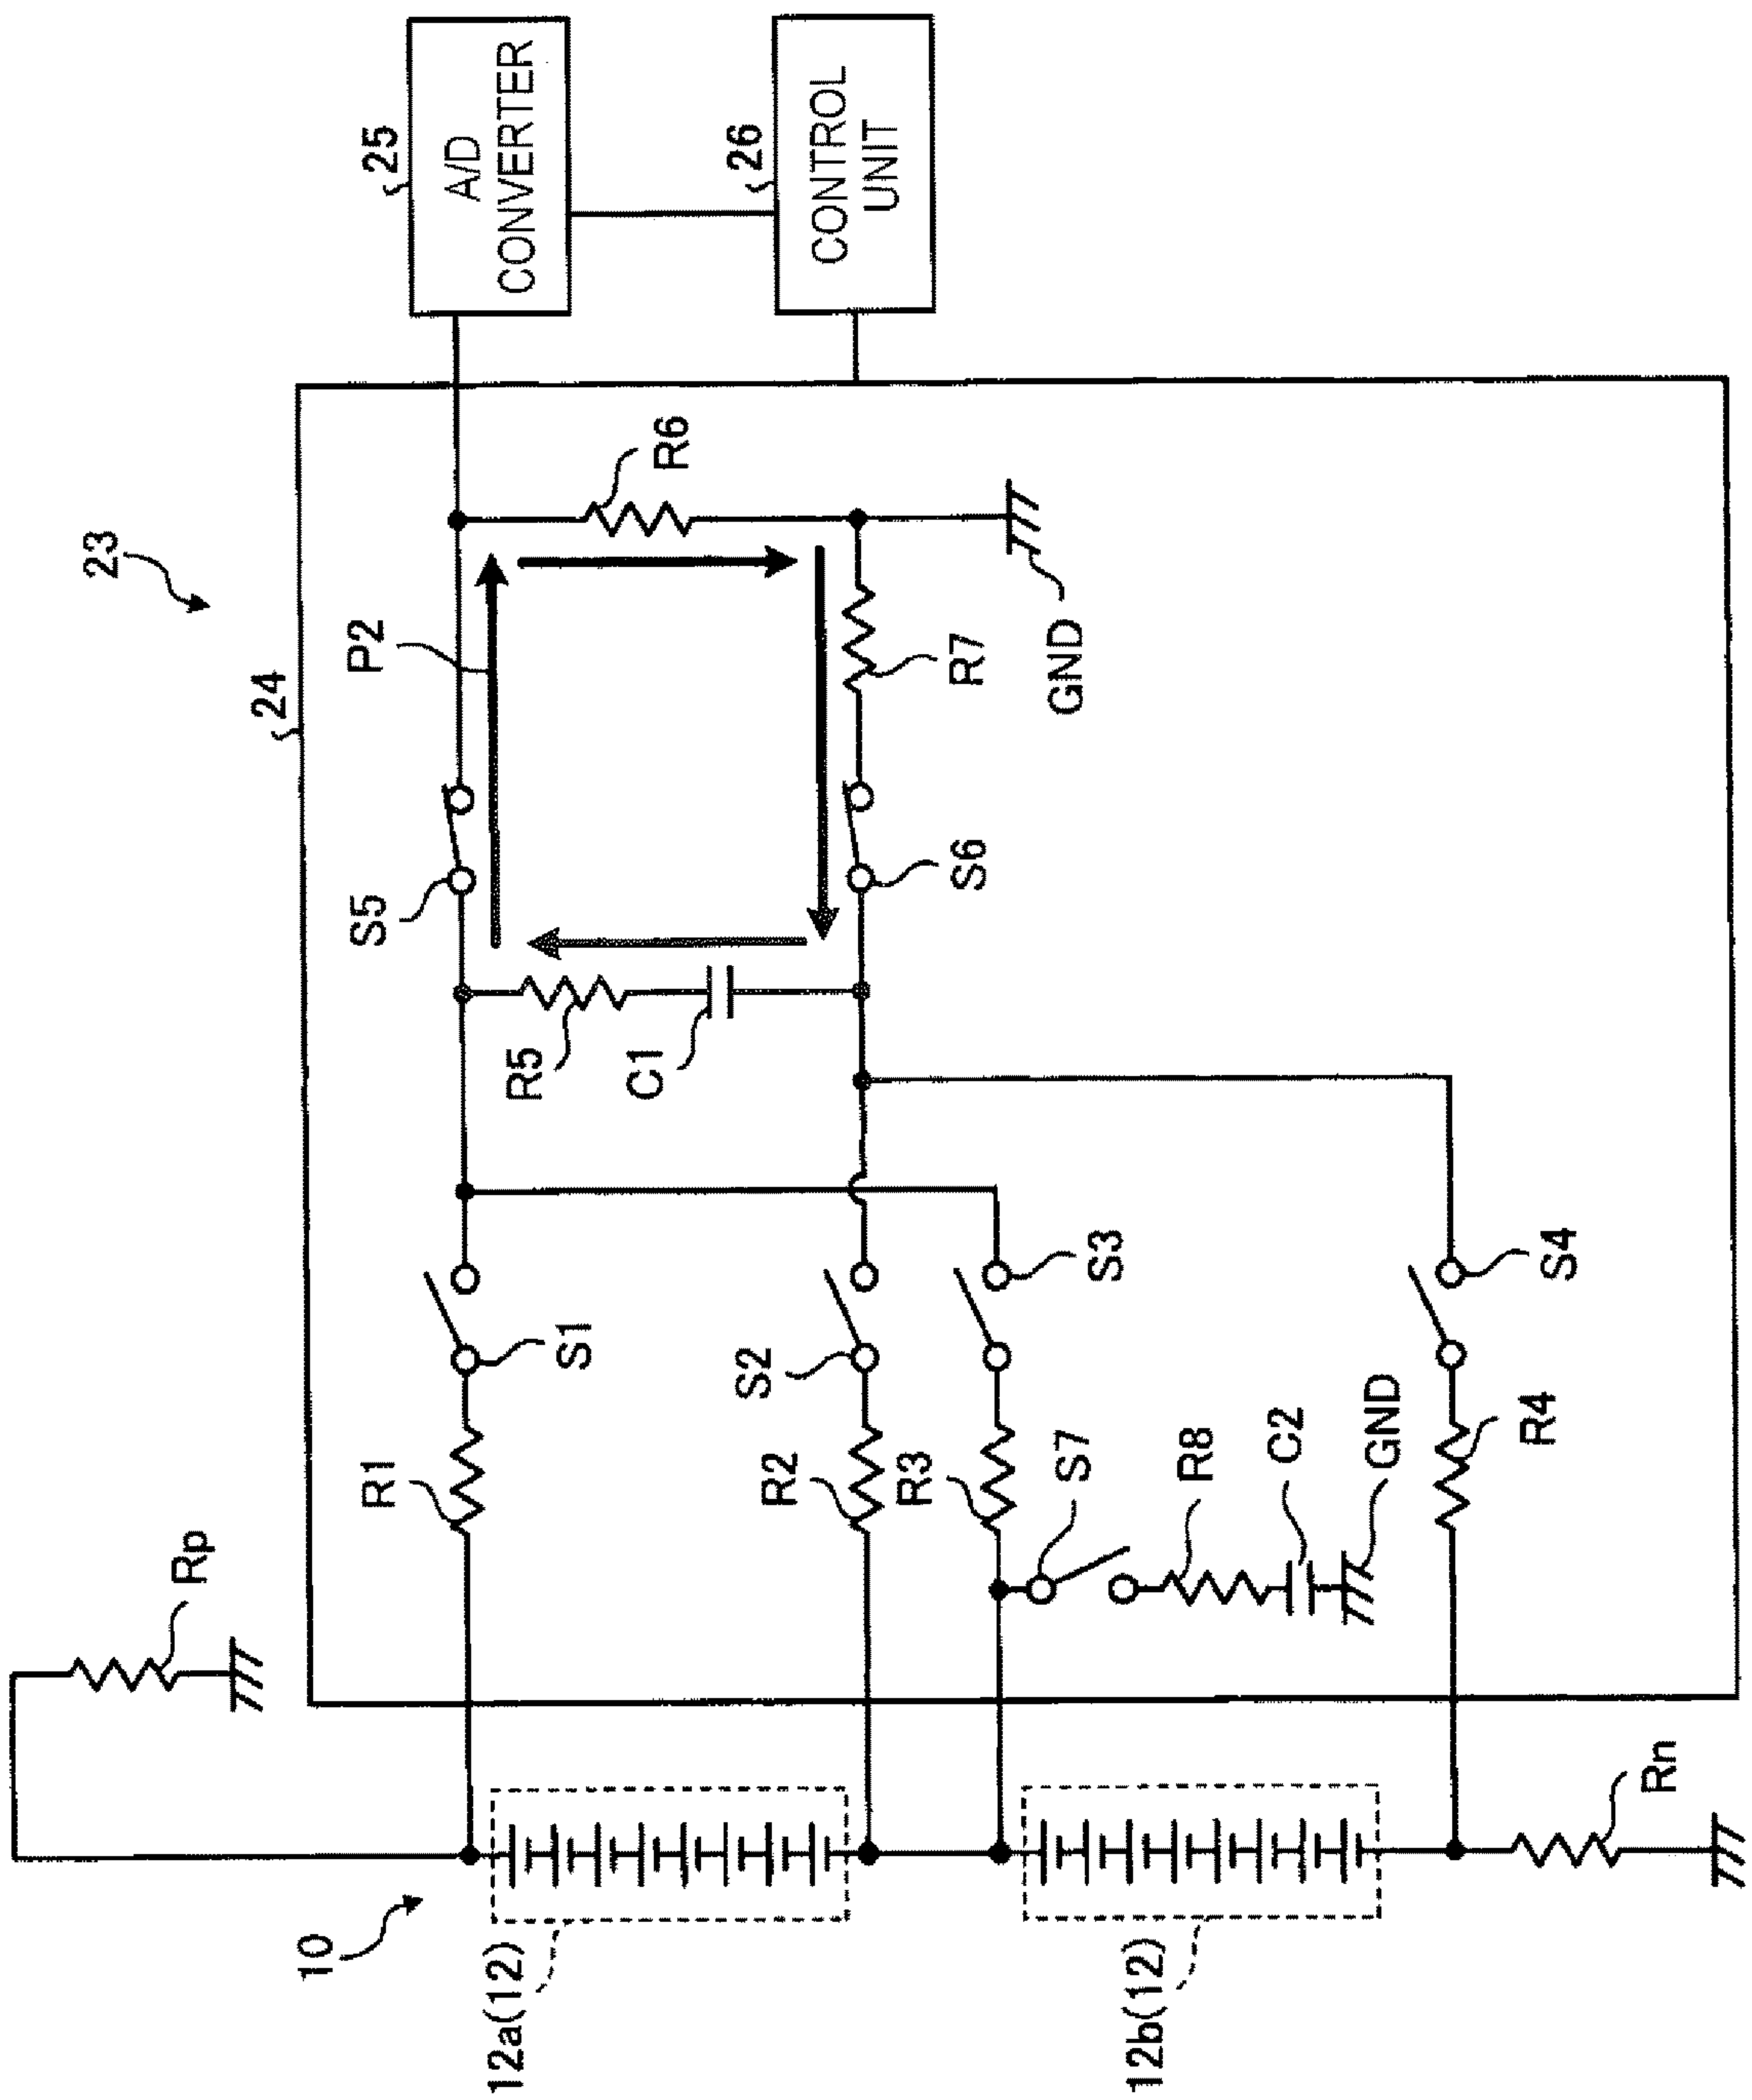 23
24
25
A/D
CONVERTER
26
CONTROL
UNIT
10
Rp
R1
S1
S5
P2
R6
R5
C1
12a(12)
R2
S2
S6
R7
GND
R3
S3
S7
R8
C2
GND
12b(12)
R4
S4
Rn